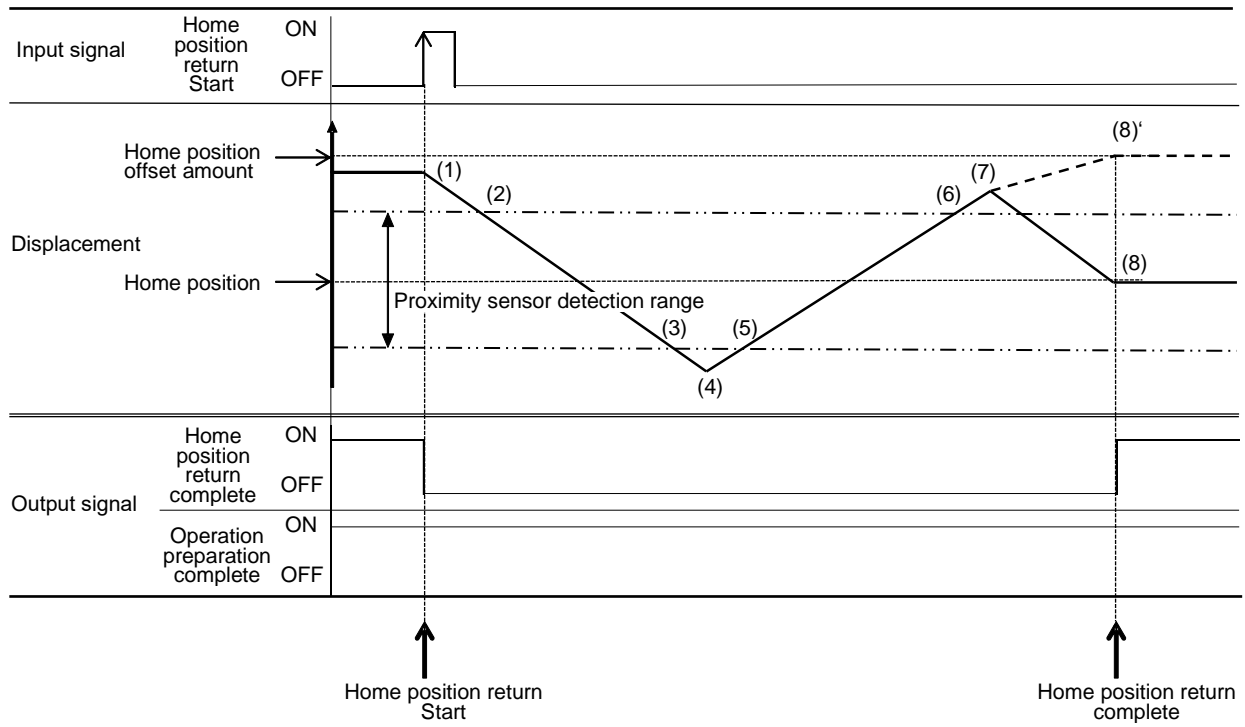 Input signal
Home
position
return
Start
ON
OFF
Displacement
Home position
offset amount
Home position
Proximity sensor detection range
(1)
(2)
(3)
(4)
(5)
(6)
(7)
(8)‘
(8)
Output signal
Home
position
return
complete
ON
OFF
Operation
preparation
complete
ON
OFF
Home position return
Start
Home position return
complete